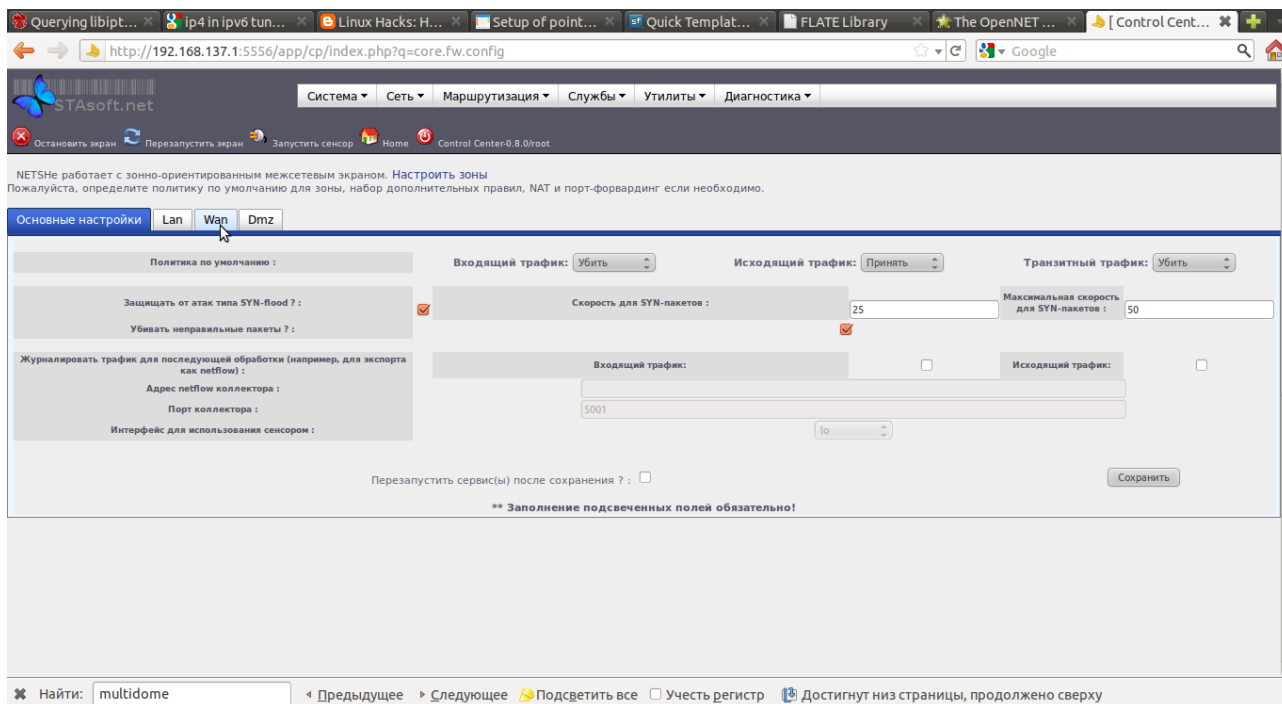 Querying libipt... ip4 in ipv6 tun... Linux Hacks: H... Setup of point... Quick Templat... FLATE Library The OpenNET ... [ Control Cent...
http://192.168.137.1:5556/app/cp/index.php?q=core.fw.config Google
STAsoft.net
Система Сеть Маршрутизация Службы Утилиты Диагностика
Остановить экран Перезапустить экран Запустить сенсор Home Control Center-0.8.0/root
NETSHe работает с зонно-ориентированным межсетевым экраном. Настроить зоны
Пожалуйста, определите политику по умолчанию для зоны, набор дополнительных правил, NAT и порт-форвардинг если необходимо.
Основные настройки Lan Wan Dmz
Политика по умолчанию : Входящий трафик: Убить Исходящий трафик: Принять Транзитный трафик: Убить
Защищать от атак типа SYN-flood ? : Скорость для SYN-пакетов : 25 Максимальная скорость
для SYN-пакетов : 50
Убивать неправильные пакеты ? :
Журналировать трафик для последующей обработки (например, для экспорта
как netflow) : Входящий трафик: Исходящий трафик:
Адрес netflow коллектора :
Порт коллектора : 5001
Интерфейс для использования сенсором : lo
Перезапустить сервис(ы) после сохранения ? : Сохранить
** Заполнение подсвеченных полей обязательно!
Найти: multidome Предыдущее Следующее Подсветить все Учесть регистр Достигнут низ страницы, продолжено сверху